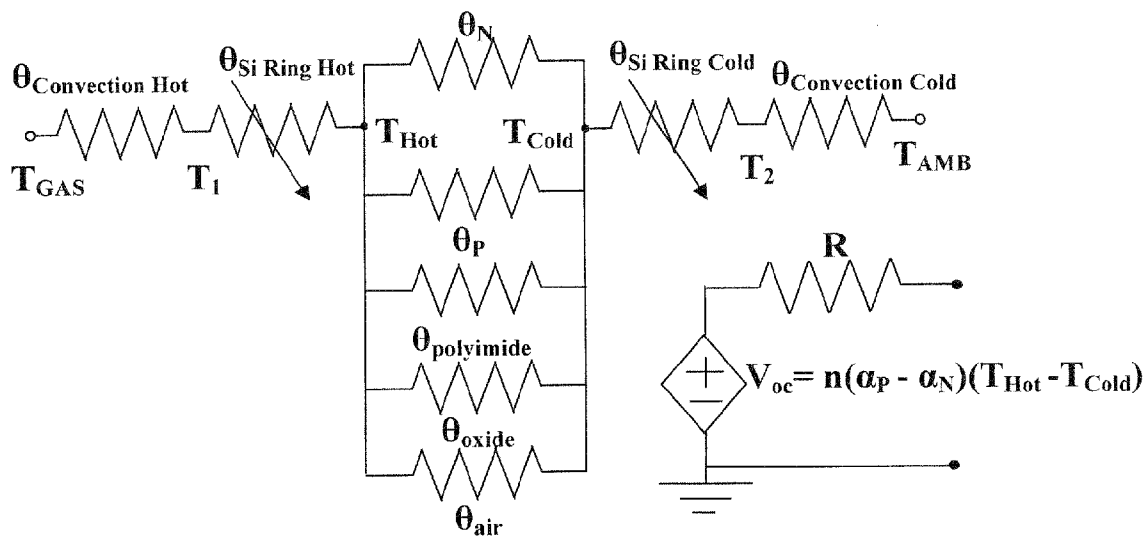 θN
θSi Ring Hot
θSi Ring Cold
θConvection Hot
θConvection Cold
THot
TCold
TGAS
T1
T2
TAMB
θP
R
θpolyimide
+
−
Voc= n(αP - αN)(THot -TCold)
θoxide
θair